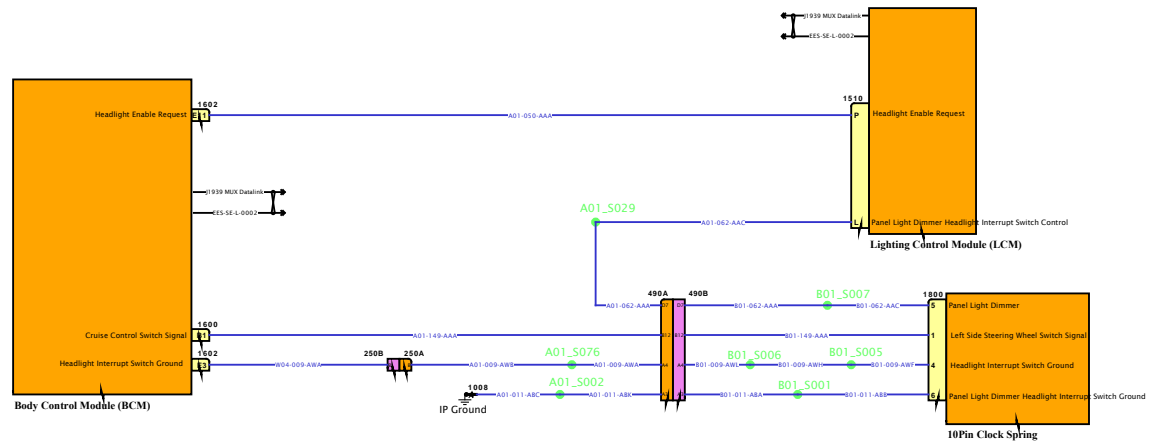 J1939 MUX Datalink
EES-SE-L-0002
1602
1510
Headlight Enable Request
E11
A01-050-AAA
P
Headlight Enable Request
J1939 MUX Datalink
EES-SE-L-0002
A01_S029
A01-062-AAC
L
Panel Light Dimmer Headlight Interrupt Switch Control
Lighting Control Module (LCM)
490A
490B
B01_S007
1800
A01-062-AAA
D7
D7
B01-062-AAA
B01-062-AAC
5
Panel Light Dimmer
1600
Cruise Control Switch Signal
B1
A01-149-AAA
B12
B12
B01-149-AAA
1
Left Side Steering Wheel Switch Signal
1602
250B
250A
A01_S076
B01_S006
B01_S005
Headlight Interrupt Switch Ground
E3
W04-009-AWA
A01-009-AWB
A01-009-AWA
A4
A4
B01-009-AWL
B01-009-AWH
B01-009-AWF
4
Headlight Interrupt Switch Ground
1008
A01_S002
B01_S001
A01-011-ABC
A01-011-ABK
B01-011-ABA
B01-011-ABB
6
Panel Light Dimmer Headlight Interrupt Switch Ground
IP Ground
Body Control Module (BCM)
10Pin Clock Spring